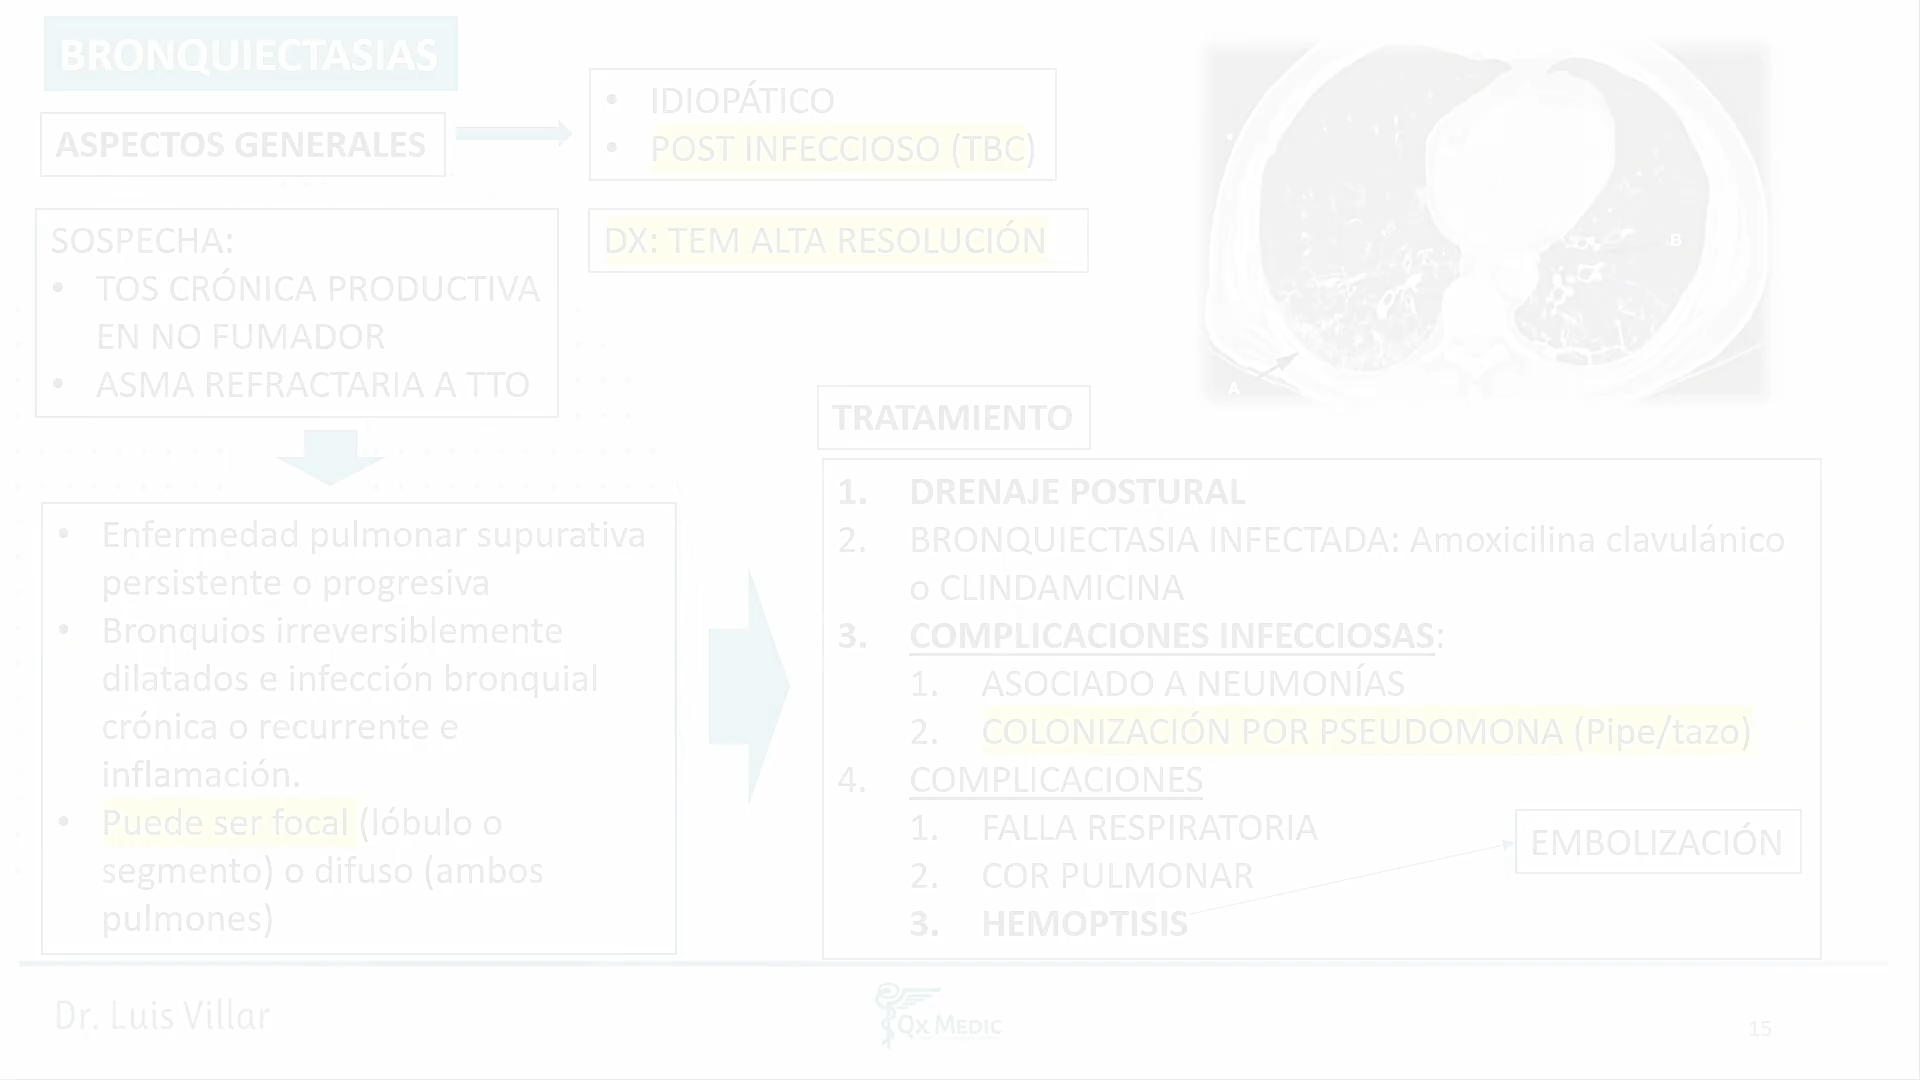 BRONQUIECTASIAS
ASPECTOS GENERALES
• IDIOPÁTICO
• POST INFECCIOSO (TBC)
SOSPECHA:
• TOS CRÓNICA PRODUCTIVA
EN NO FUMADOR
• ASMA REFRACTARIA A TTO
DX: TEM ALTA RESOLUCIÓN
B
A
• Enfermedad pulmonar supurativa
persistente o progresiva
• Bronquios irreversiblemente
dilatados e infección bronquial
crónica o recurrente e
inflamación.
• Puede ser focal (lóbulo o
segmento) o difuso (ambos
pulmones)
TRATAMIENTO
1. DRENAJE POSTURAL
2. BRONQUIECTASIA INFECTADA: Amoxicilina clavulánico
o CLINDAMICINA
3. COMPLICACIONES INFECCIOSAS:
1. ASOCIADO A NEUMONÍAS
2. COLONIZACIÓN POR PSEUDOMONA (Pipe/tazo)
4. COMPLICACIONES
1. FALLA RESPIRATORIA
2. COR PULMONAR
3. HEMOPTISIS
EMBOLIZACIÓN
Dr. Luis Villar
QX MEDIC
15